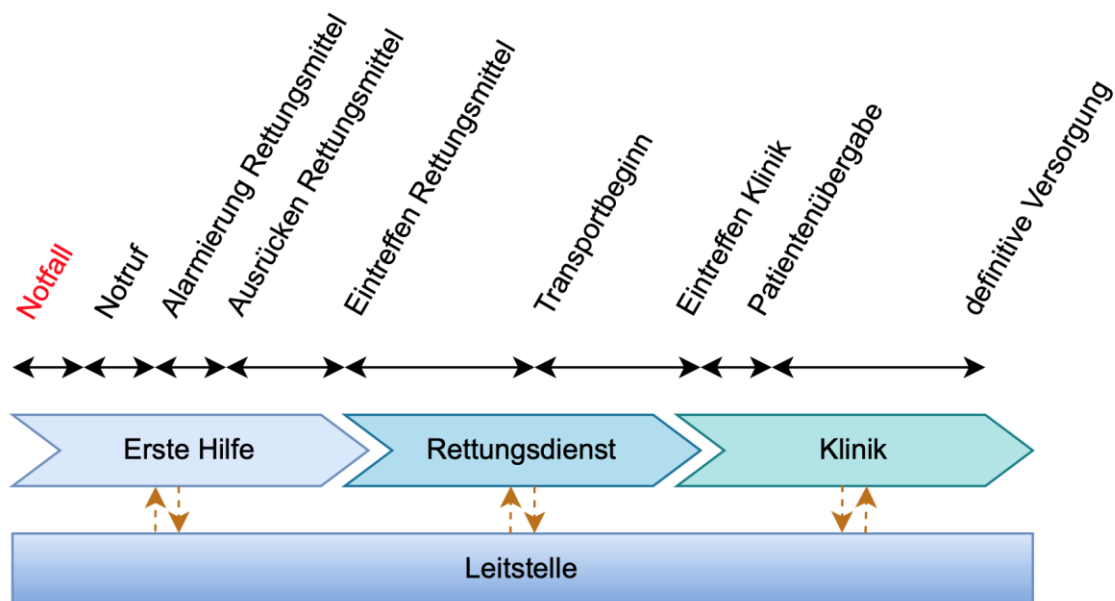 Notfall
Notruf
Alarmierung Rettungsmittel
Ausrücken Rettungsmittel
Eintreffen Rettungsmittel
Transportbeginn
Eintreffen Klinik
Patientenübergabe
definitive Versorgung
Erste Hilfe
Rettungsdienst
Klinik
Leitstelle